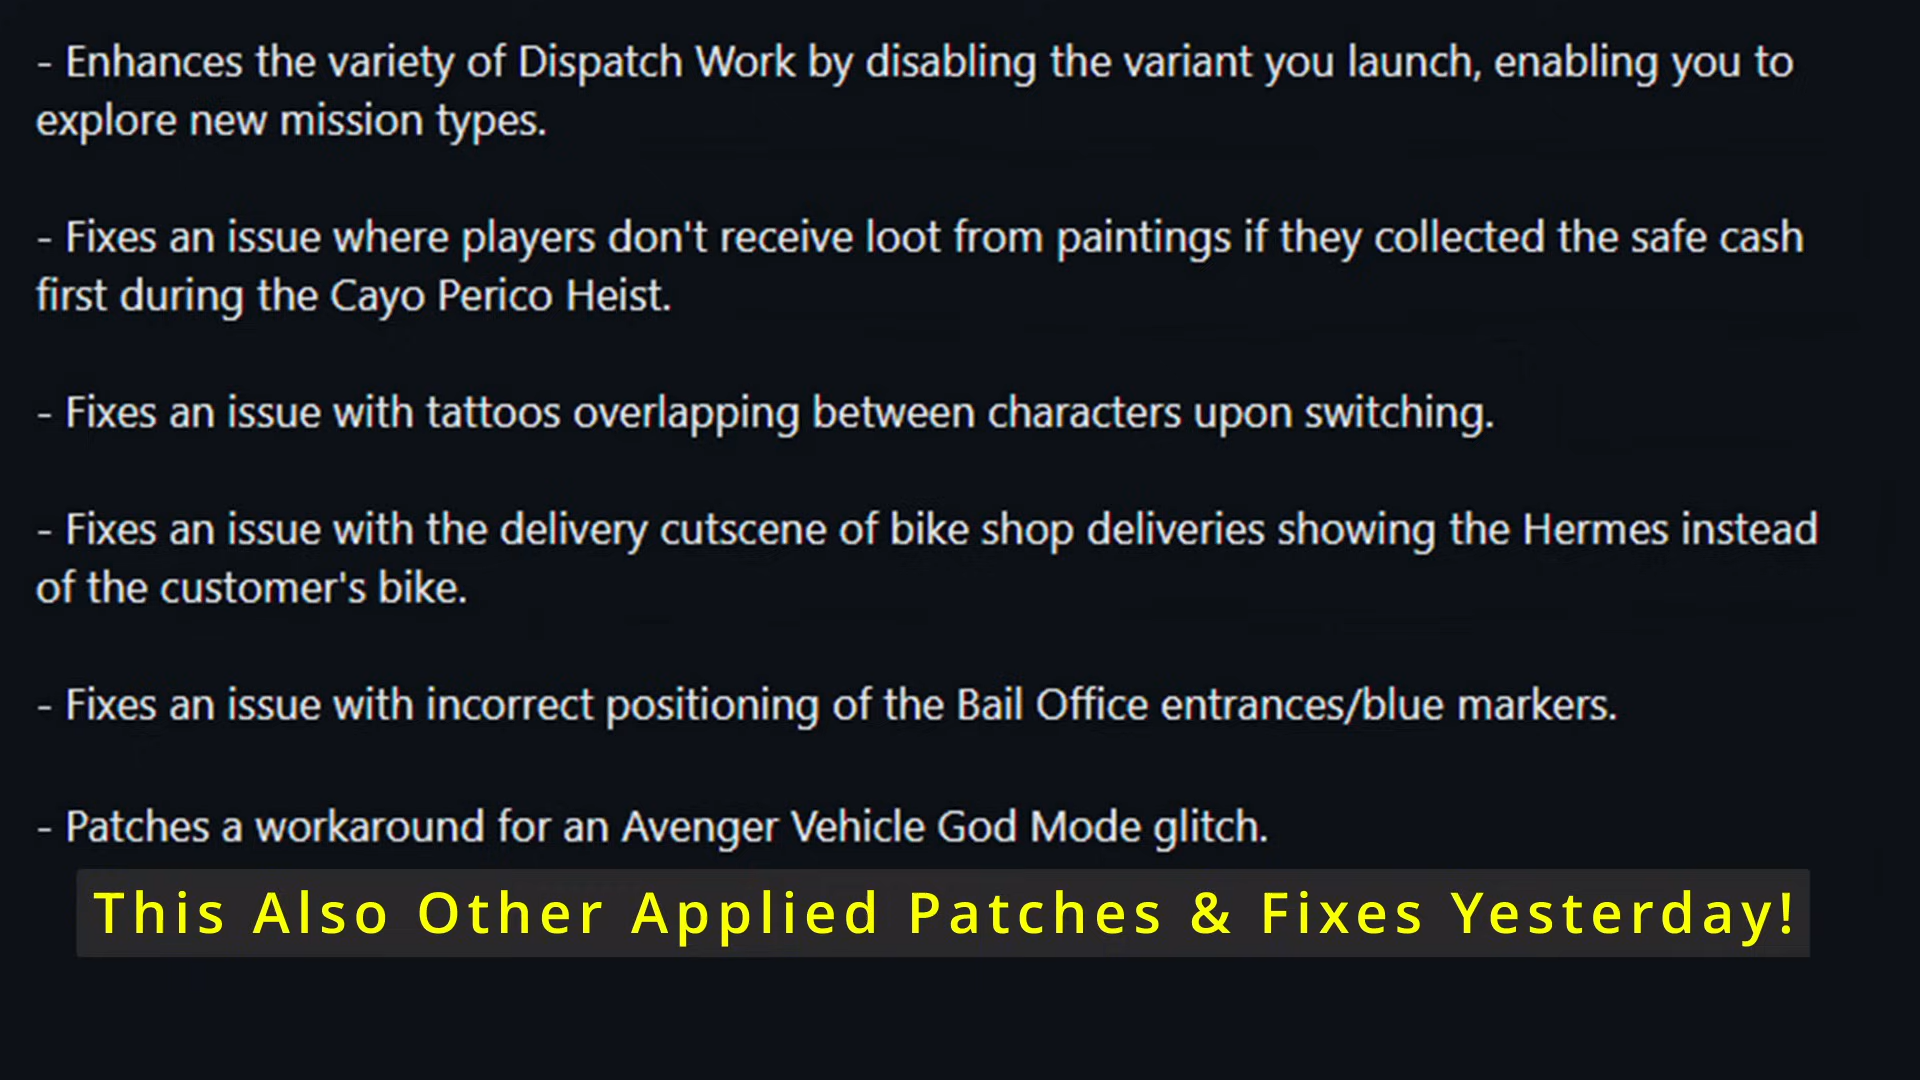 - Enhances the variety of Dispatch Work by disabling the variant you launch, enabling you to
explore new mission types.
- Fixes an issue where players don't receive loot from paintings if they collected the safe cash
first during the Cayo Perico Heist.
- Fixes an issue with tattoos overlapping between characters upon switching.
- Fixes an issue with the delivery cutscene of bike shop deliveries showing the Hermes instead
of the customer's bike.
- Fixes an issue with incorrect positioning of the Bail Office entrances/blue markers.
- Patches a workaround for an Avenger Vehicle God Mode glitch.
This Also Other Applied Patches & Fixes Yesterday!